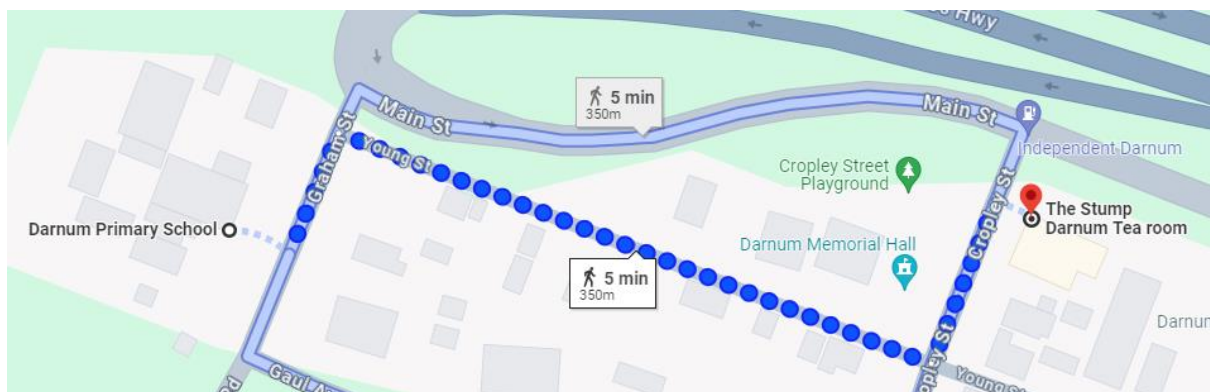 s Hwy
5 min
350m
Main St
Main St
Graham St
Young St
Independent Darnum
Cropley Street
Playground
Cropley St
The Stump
Darnum Tea room
Darnum Primary School
Darnum Memorial Hall
5 min
350m
Darnum
Cropley St
Young St
Gaul